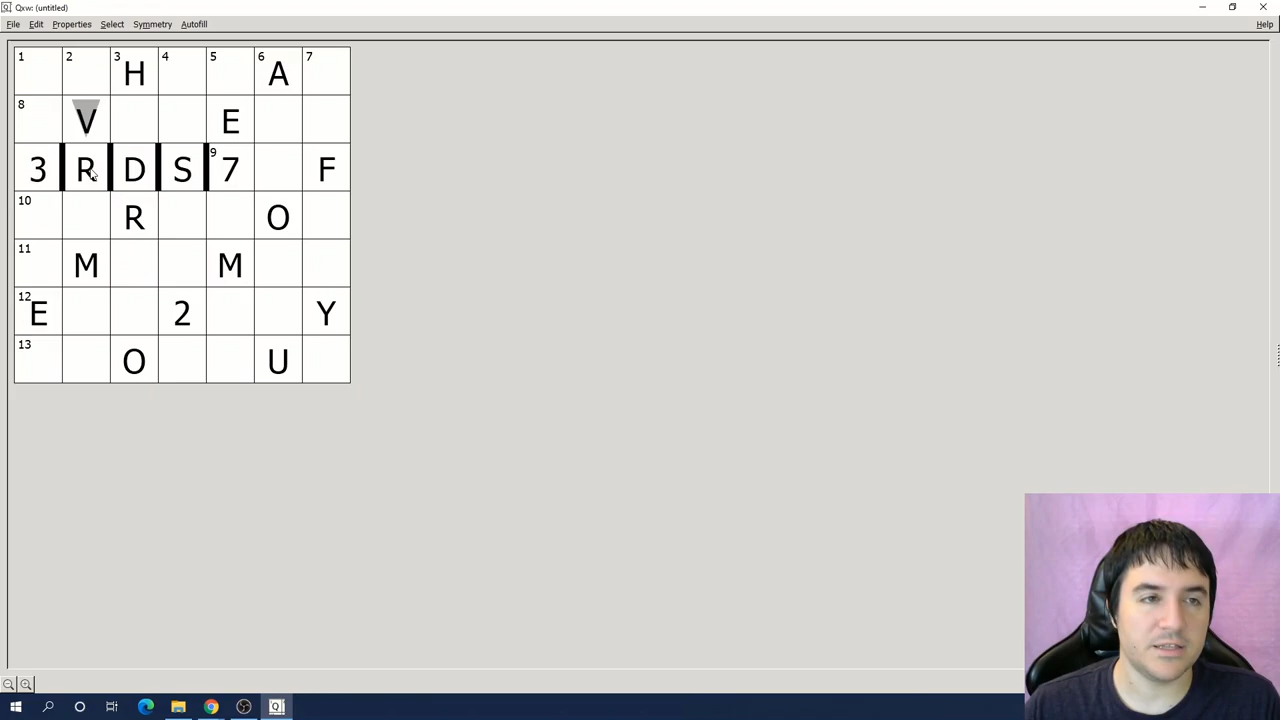 Qxw: (untitled)
File Edit Properties Select Symmetry Autofill Help
1 2 3 H 4 5 6 A 7
8 V E
3 R D S 9 7 F
10 R O
11 M M
12 E 2 Y
13 O U